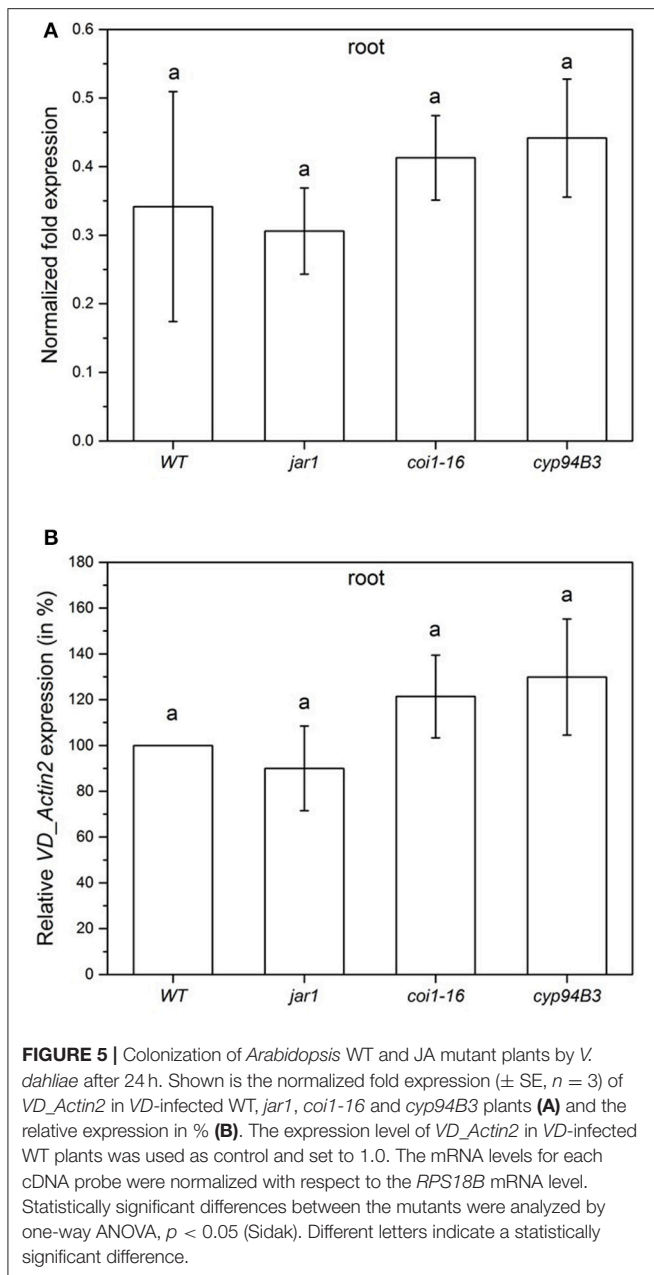 A
root
0.6
0.5
0.4
0.3
0.2
0.1
0.0
Normalized fold expression
a
a
a
a
WT
jar1
coi1-16
cyp94B3
B
root
180
160
140
120
100
80
60
40
20
0
Relative VD_Actin2 expression (in %)
a
a
a
a
WT
jar1
coi1-16
cyp94B3
FIGURE 5 | Colonization of Arabidopsis WT and JA mutant plants by V.
dahliae after 24 h. Shown is the normalized fold expression (± SE, n = 3) of
VD_Actin2 in VD-infected WT, jar1, coi1-16 and cyp94B3 plants (A) and the
relative expression in % (B). The expression level of VD_Actin2 in VD-infected
WT plants was used as control and set to 1.0. The mRNA levels for each
cDNA probe were normalized with respect to the RPS18B mRNA level.
Statistically significant differences between the mutants were analyzed by
one-way ANOVA, p < 0.05 (Sidak). Different letters indicate a statistically
significant difference.